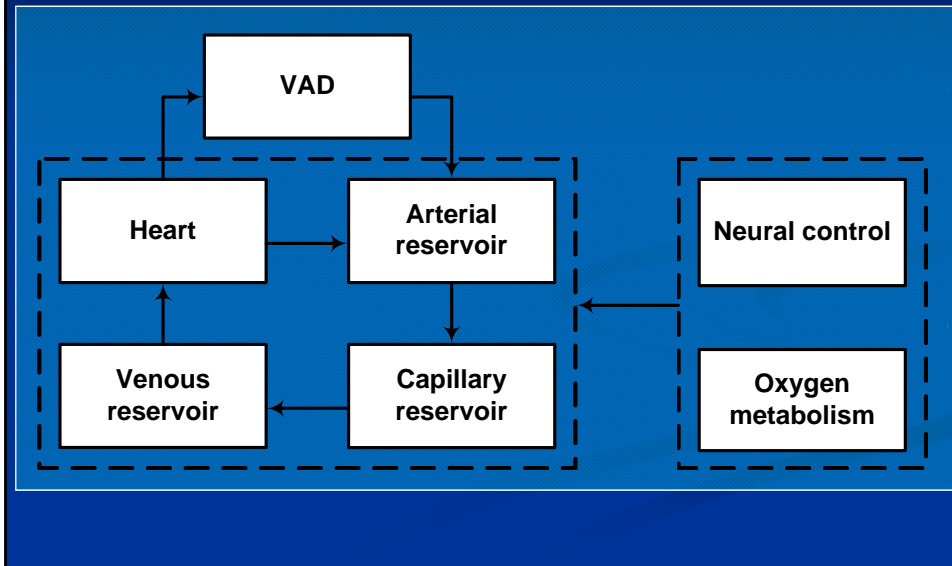 VAD
Heart
Arterial
reservoir
Neural control
Venous
reservoir
Capillary
reservoir
Oxygen
metabolism